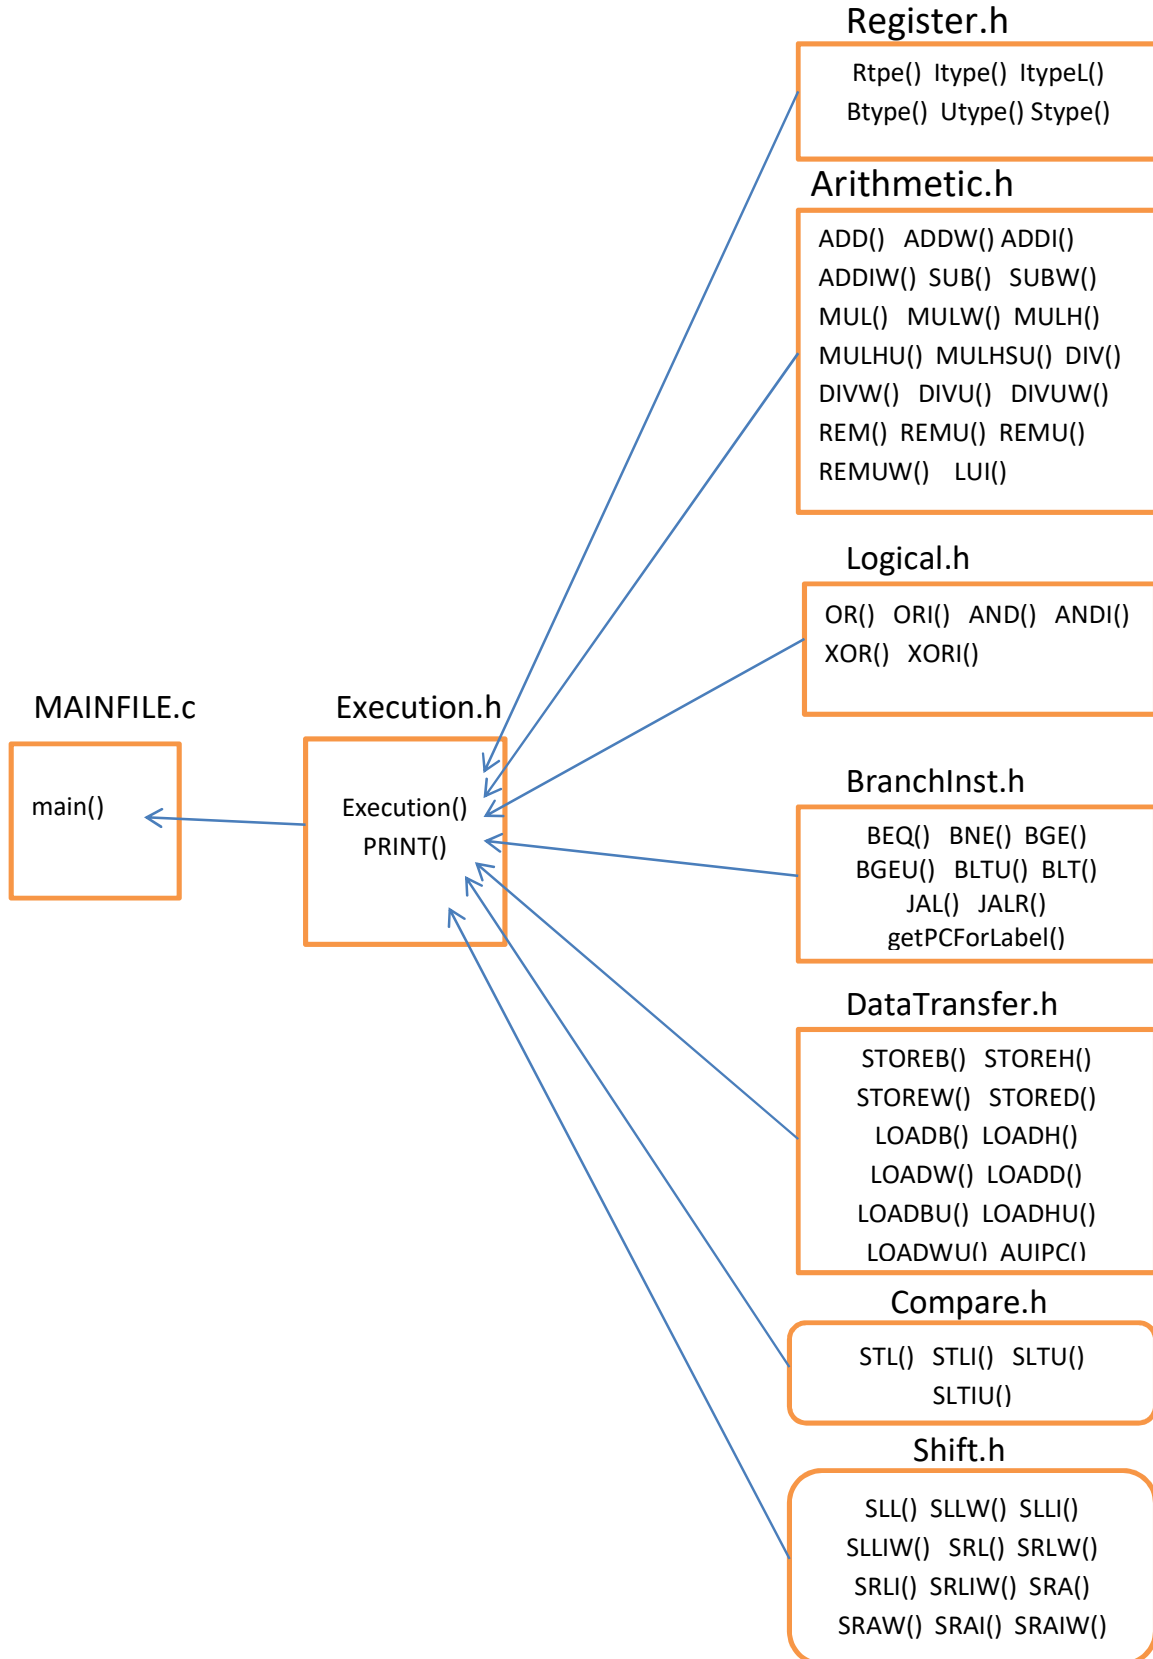 Register.h
Rtpe() Itype() ItypeL()
Btype() Utype() Stype()
Arithmetic.h
ADD() ADDW() ADDI()
ADDIW() SUB() SUBW()
MUL() MULW() MULH()
MULHU() MULHSU() DIV()
DIVW() DIVU() DIVUW()
REM() REMU() REMU()
REMUW() LUI()
Logical.h
OR() ORI() AND() ANDI()
XOR() XORI()
MAINFILE.c
main()
Execution.h
Execution()
PRINT()
BranchInst.h
BEQ() BNE() BGE()
BGEU() BLTU() BLT()
JAL() JALR()
getPCForLabel()
DataTransfer.h
STOREB() STOREH()
STOREW() STORED()
LOADB() LOADH()
LOADW() LOADD()
LOADBU() LOADHU()
LOADWU() AUIPC()
Compare.h
STL() STLI() SLTU()
SLTIU()
Shift.h
SLL() SLLW() SLLI()
SLLIW() SRL() SRLW()
SRLI() SRLIW() SRA()
SRAW() SRAI() SRAIW()